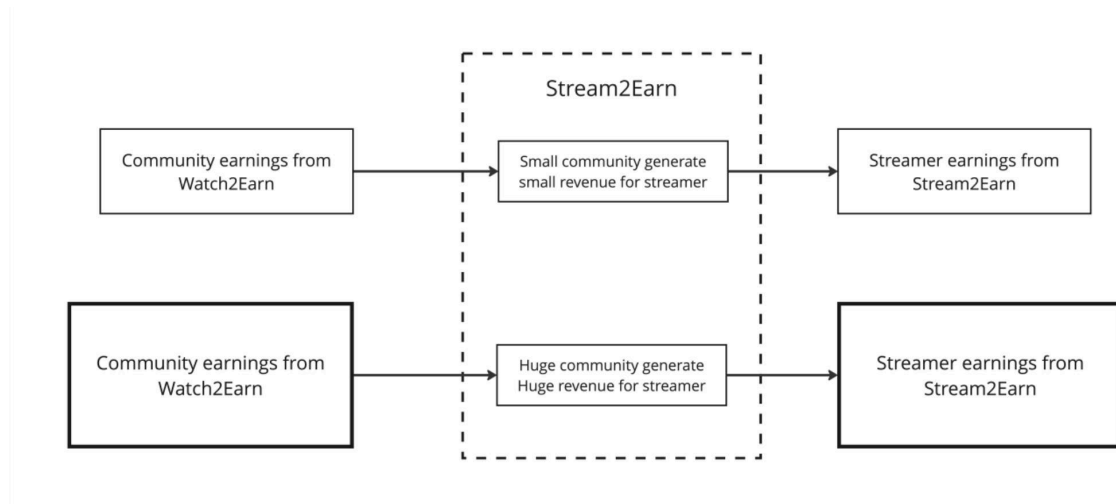 Stream2Earn
Community earnings from
Watch2Earn
Small community generate
small revenue for streamer
Streamer earnings from
Stream2Earn
Community earnings from
Watch2Earn
Huge community generate
Huge revenue for streamer
Streamer earnings from
Stream2Earn